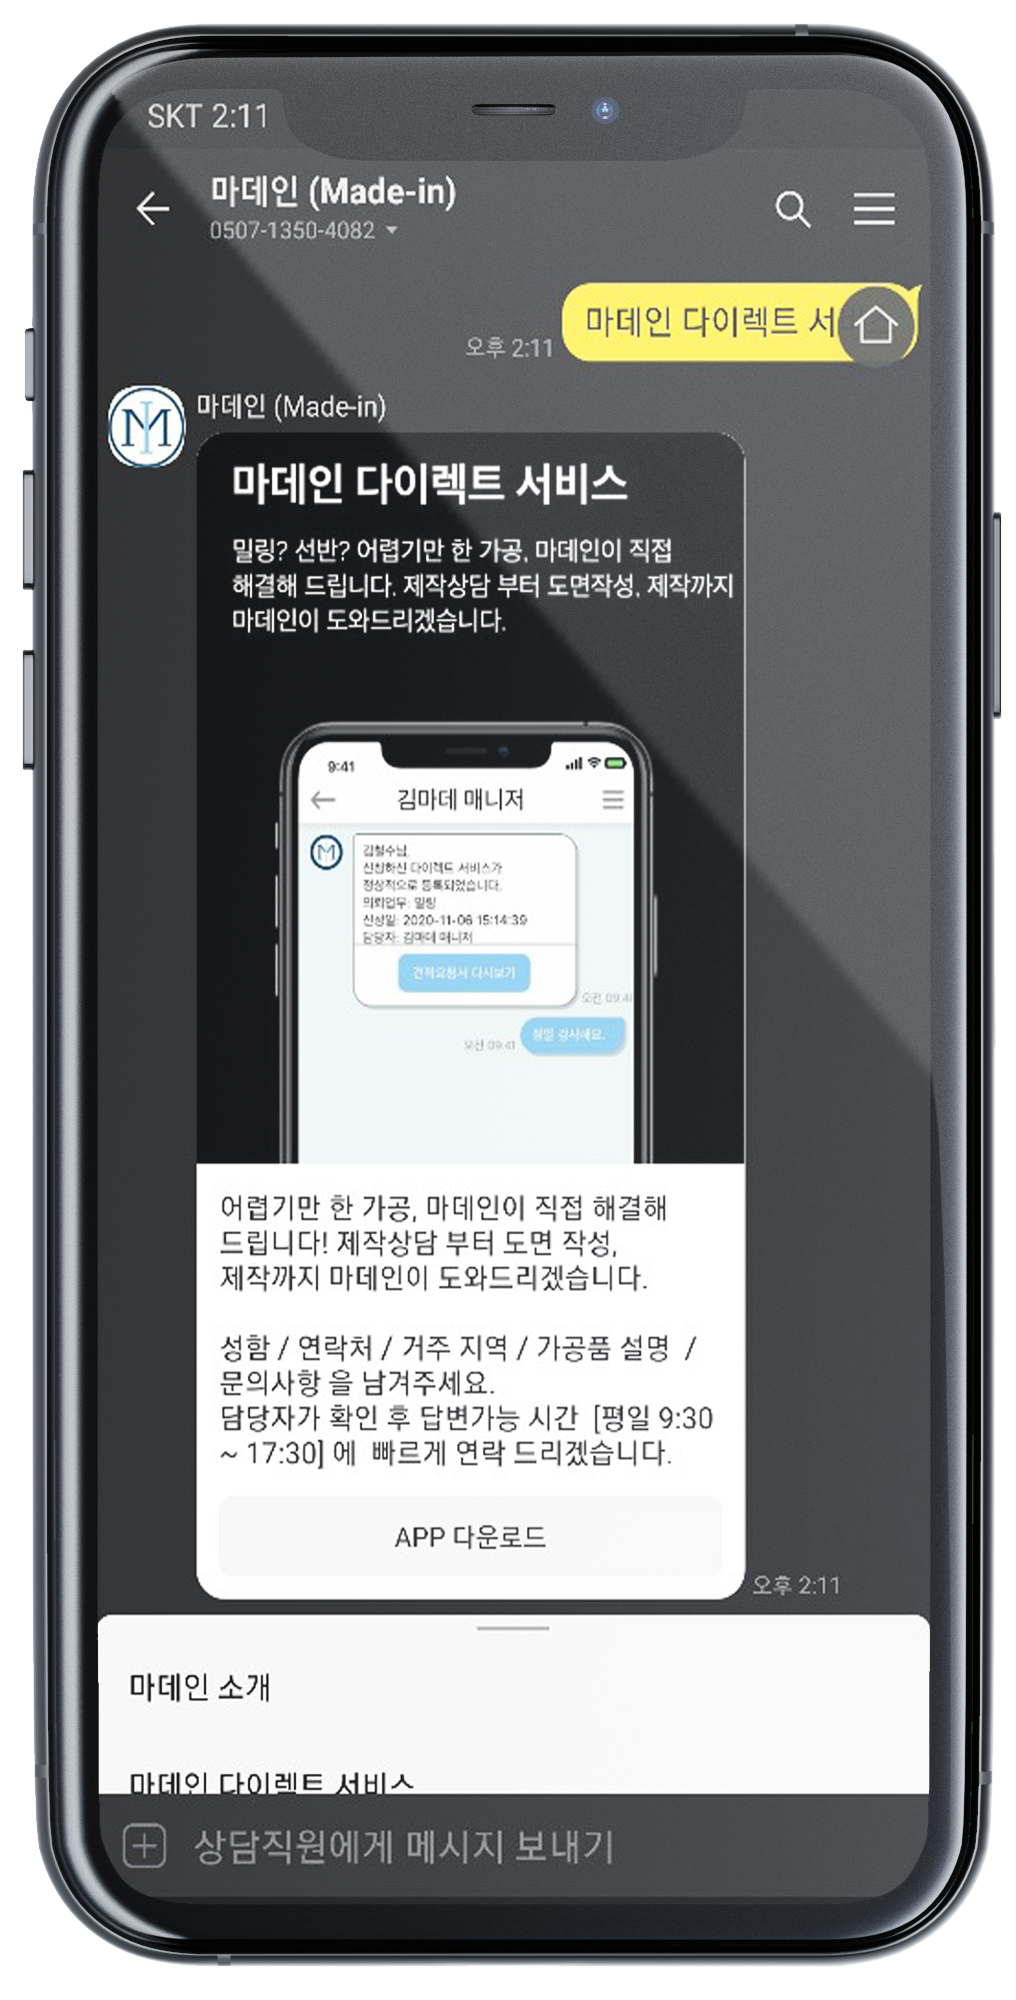 SKT 2:11
마데인 (Made-in)
0507-1350-4082
마데인 다이렉트 서
오후 2:11
마데인 (Made-in)
마데인 다이렉트 서비스
밀링? 선반? 어렵기만 한 가공, 마데인이 직접
해결해 드립니다. 제작상담 부터 도면작성, 제작까지
마데인이 도와드리겠습니다.
9:41
김마데 매니저
김철수님,
신청하신 다이렉트 서비스가
정상적으로 등록되었습니다.
의뢰업무: 밀링
신청일: 2020-11-06 15:14:39
담당자: 김마데 매니저
견적요청서 다시보기
오전 09:41
정말 감사해요.
오전 09:41
어렵기만 한 가공, 마데인이 직접 해결해
드립니다! 제작상담 부터 도면 작성,
제작까지 마데인이 도와드리겠습니다.
성함 / 연락처 / 거주 지역 / 가공품 설명 /
문의사항 을 남겨주세요.
담당자가 확인 후 답변가능 시간 [평일 9:30
~ 17:30] 에 빠르게 연락 드리겠습니다.
APP 다운로드
오후 2:11
마데인 소개
마데인 다이렉트 서비스
상담직원에게 메시지 보내기